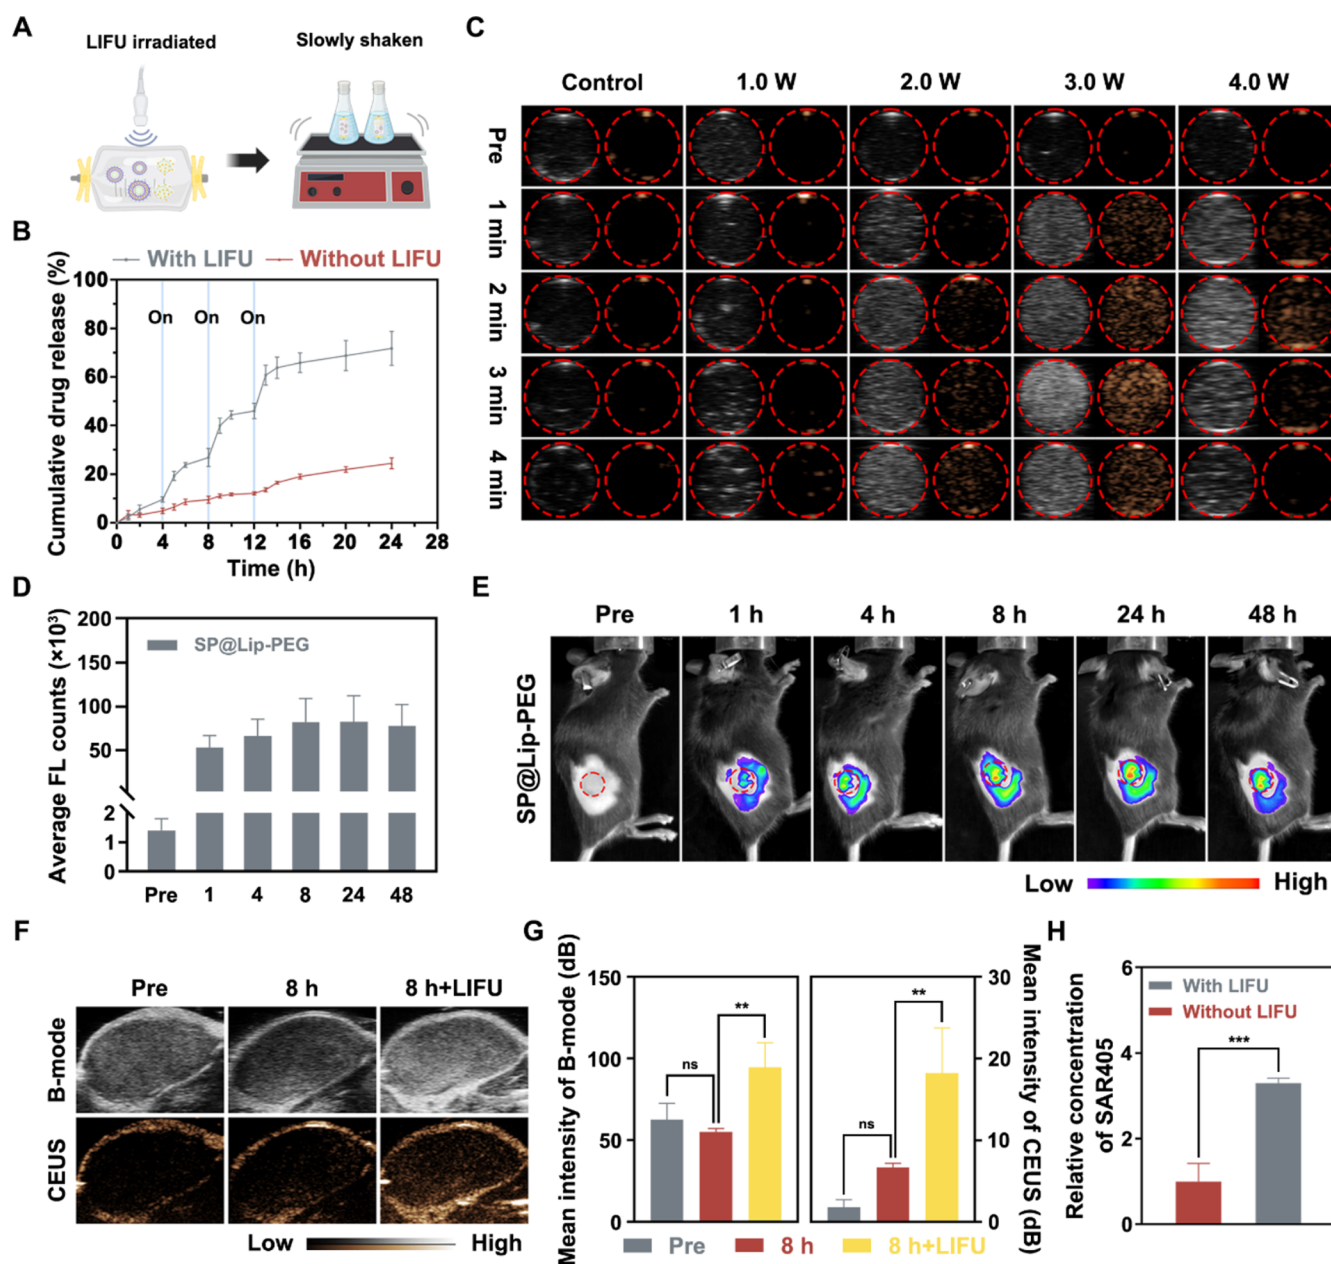 A
LIFU irradiated
Slowly shaken
B
With LIFU
Without LIFU
Cumulative drug release (%)
100
80
60
40
20
0
On
On
On
0
4
8
12
16
20
24
28
Time (h)
C
Control
1.0 W
2.0 W
3.0 W
4.0 W
Pre
1 min
2 min
3 min
4 min
D
Average FL counts (×10³)
200
150
100
50
2
1
0
SP@Lip-PEG
Pre
1
4
8
24
48
E
Pre
1 h
4 h
8 h
24 h
48 h
SP@Lip-PEG
Low
High
F
Pre
8 h
8 h+LIFU
B-mode
CEUS
Low
High
G
Mean intensity of B-mode (dB)
150
100
50
0
ns
**
ns
**
30
20
10
0
Mean intensity of CEUS (dB)
Pre
8 h
8 h+LIFU
H
Relative concentration
of SAR405
6
4
2
0
With LIFU
Without LIFU
***